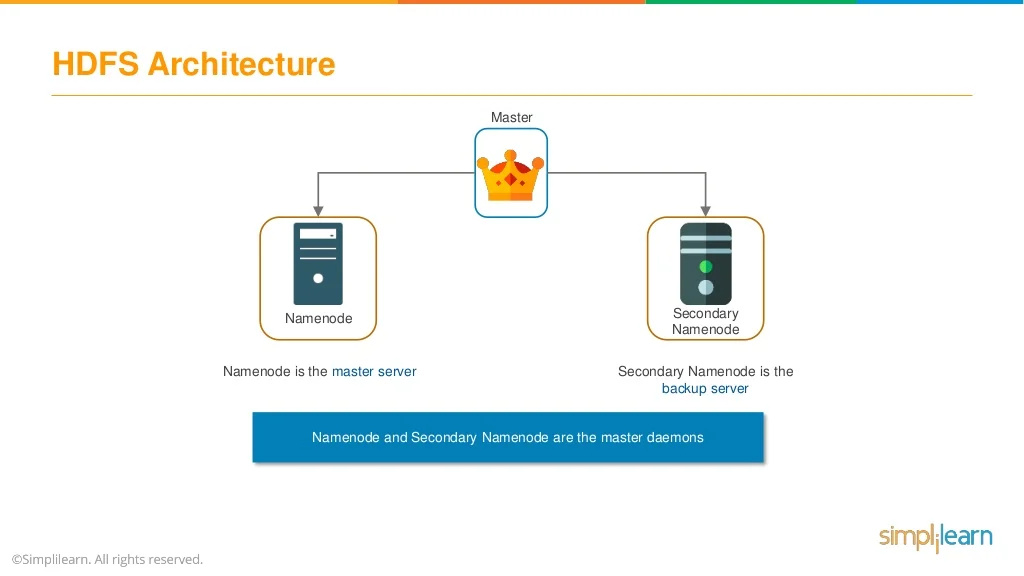 HDFS Architecture
Master
Namenode
Secondary
Namenode
Namenode is the master server
Secondary Namenode is the
backup server
Namenode and Secondary Namenode are the master daemons
simplilearn
©Simplilearn. All rights reserved.